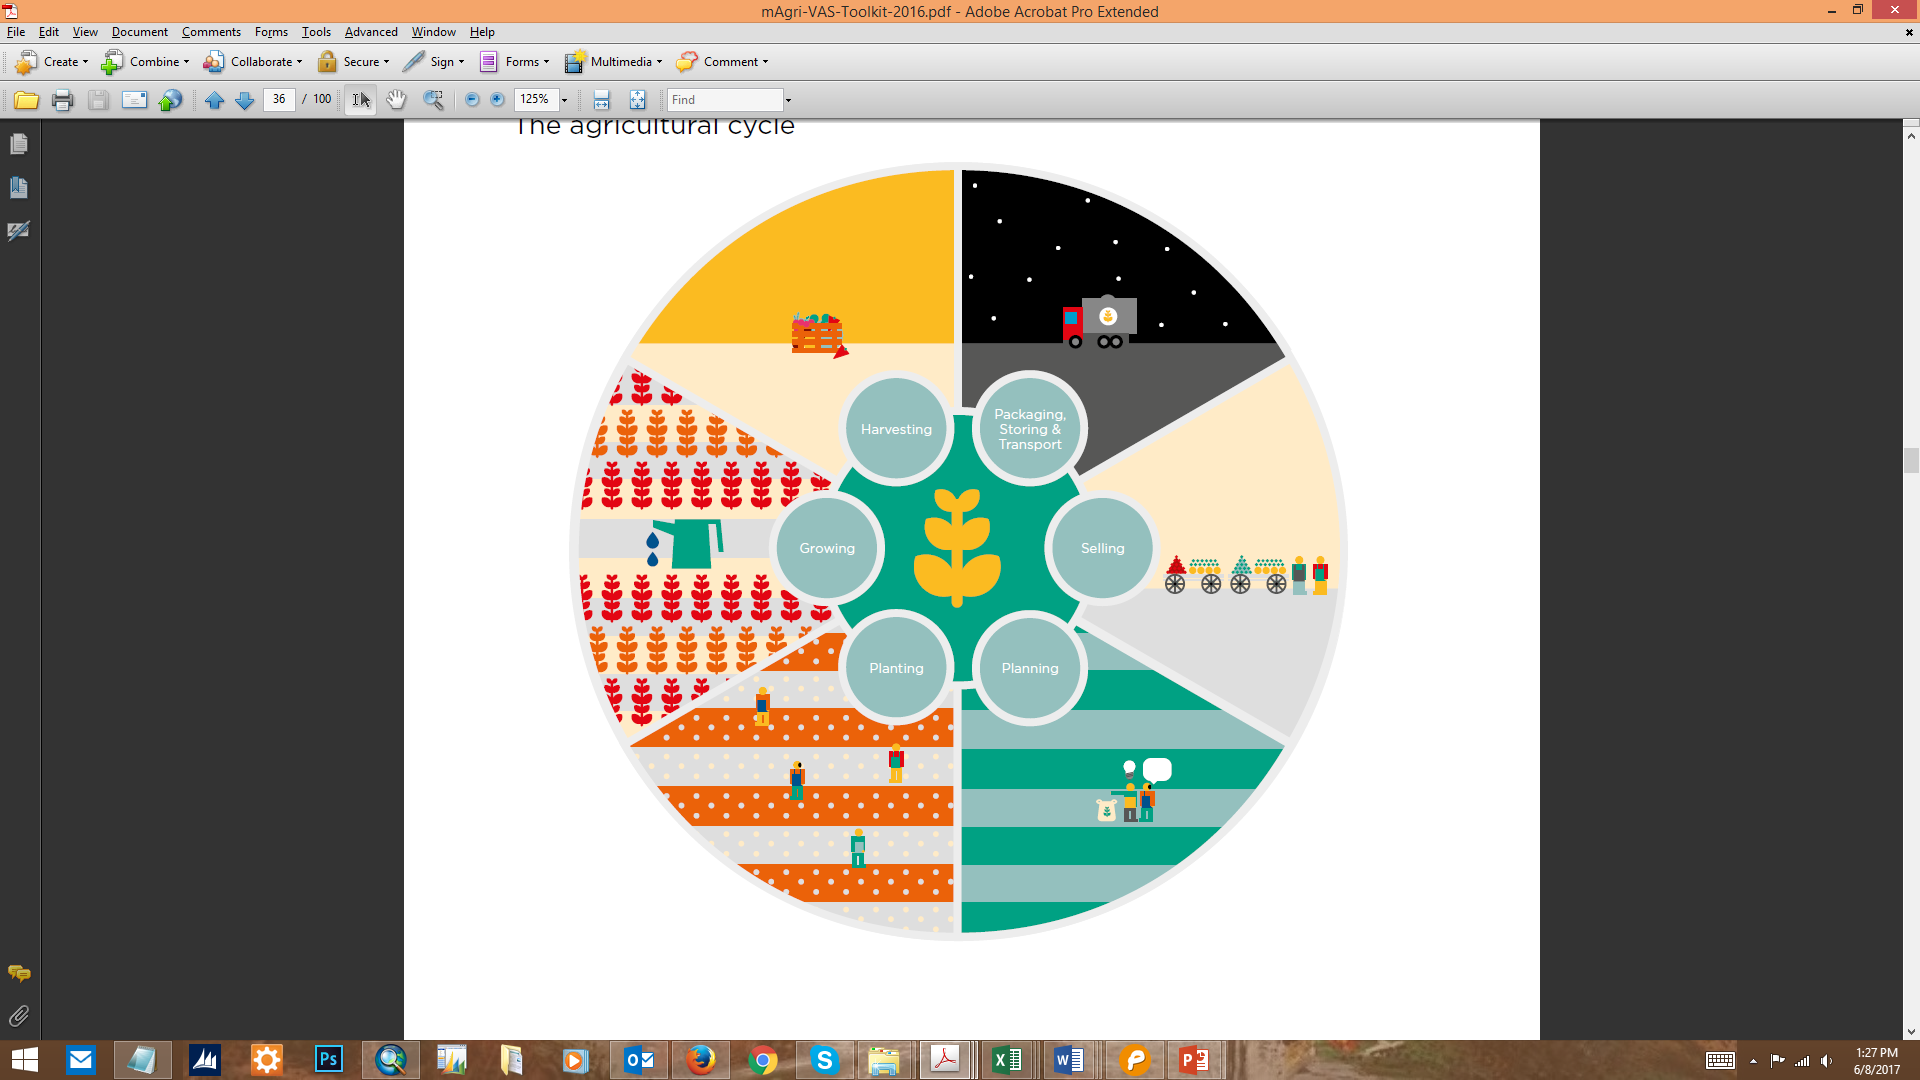 mAgri-VAS-Toolkit-2016.pdf - Adobe Acrobat Pro Extended
File Edit View Document Comments Forms Tools Advanced Window Help
Create Combine Collaborate Secure Sign Forms Multimedia Comment
36 / 100 125% Find
The agricultural cycle
Harvesting
Packaging,
Storing &
Transport
Growing
Selling
Planting
Planning
Ps
1:27 PM
6/8/2017